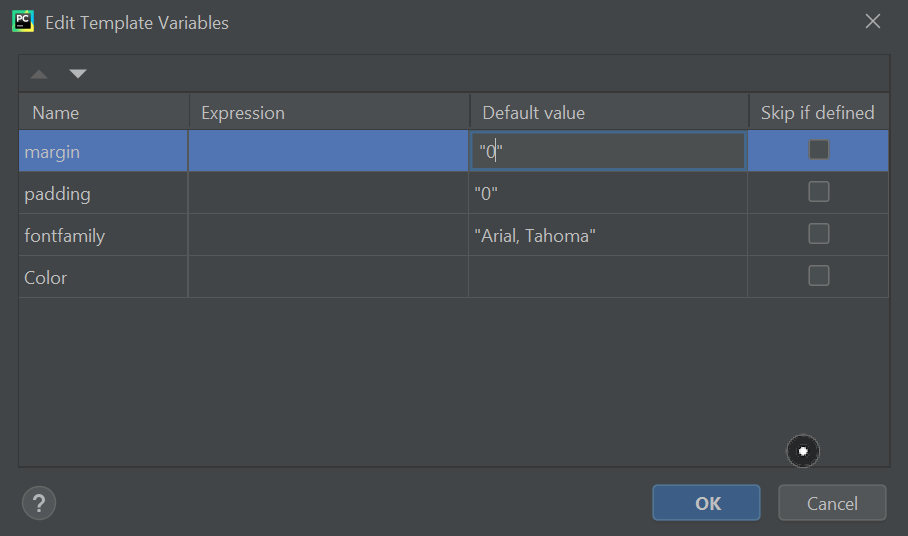 PC Edit Template Variables
Name Expression Default value Skip if defined
margin "0"
padding "0"
fontfamily "Arial, Tahoma"
Color
? OK Cancel